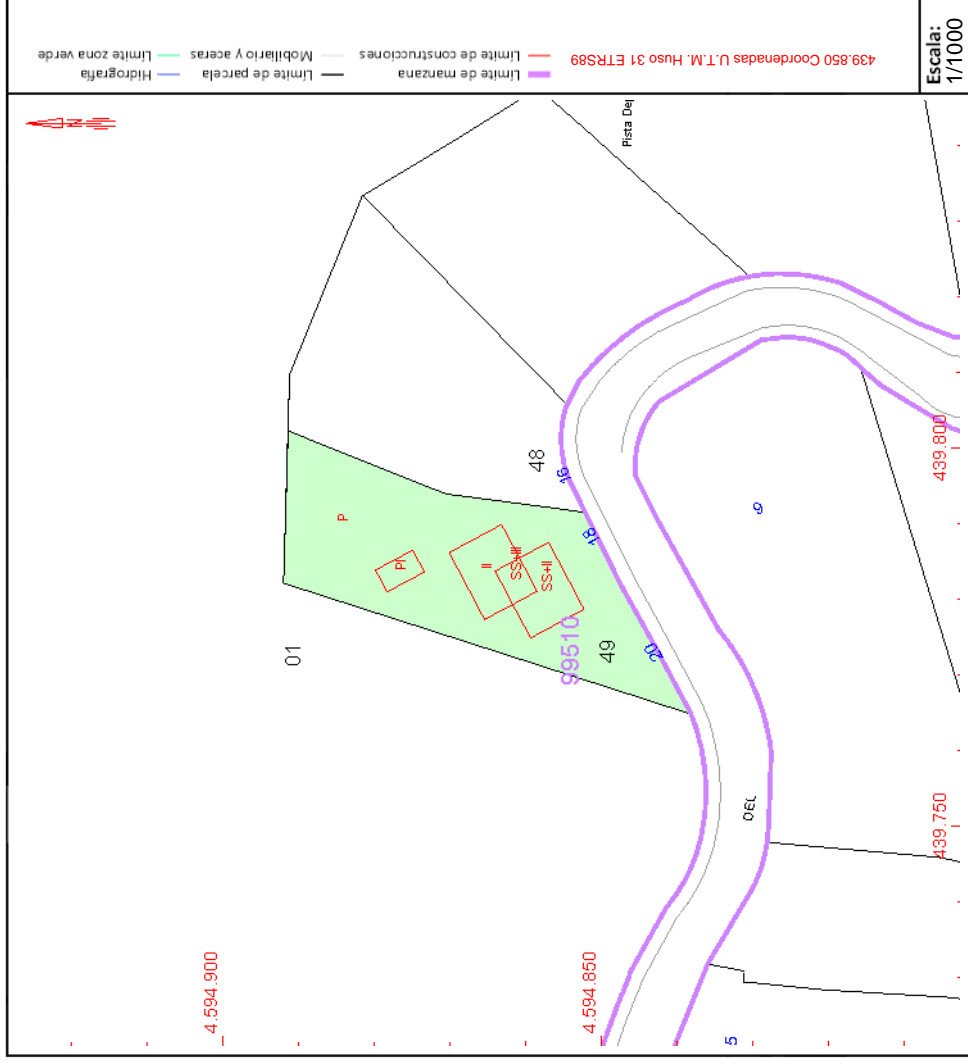 Límite de manzana
Límite de construcciones
Límite de parcela
Mobiliario y aceras
Hidrografía
Límite zona verde
439.850 Coordenadas U.T.M. Huso 31 ETRS89
Escala:
1/1000
N
Pista Dep
01
P
PI
II
SS+III
SS+II
48
16
18
99510
49
20
9
DEL
5
4.594.900
4.594.850
439.800
439.750